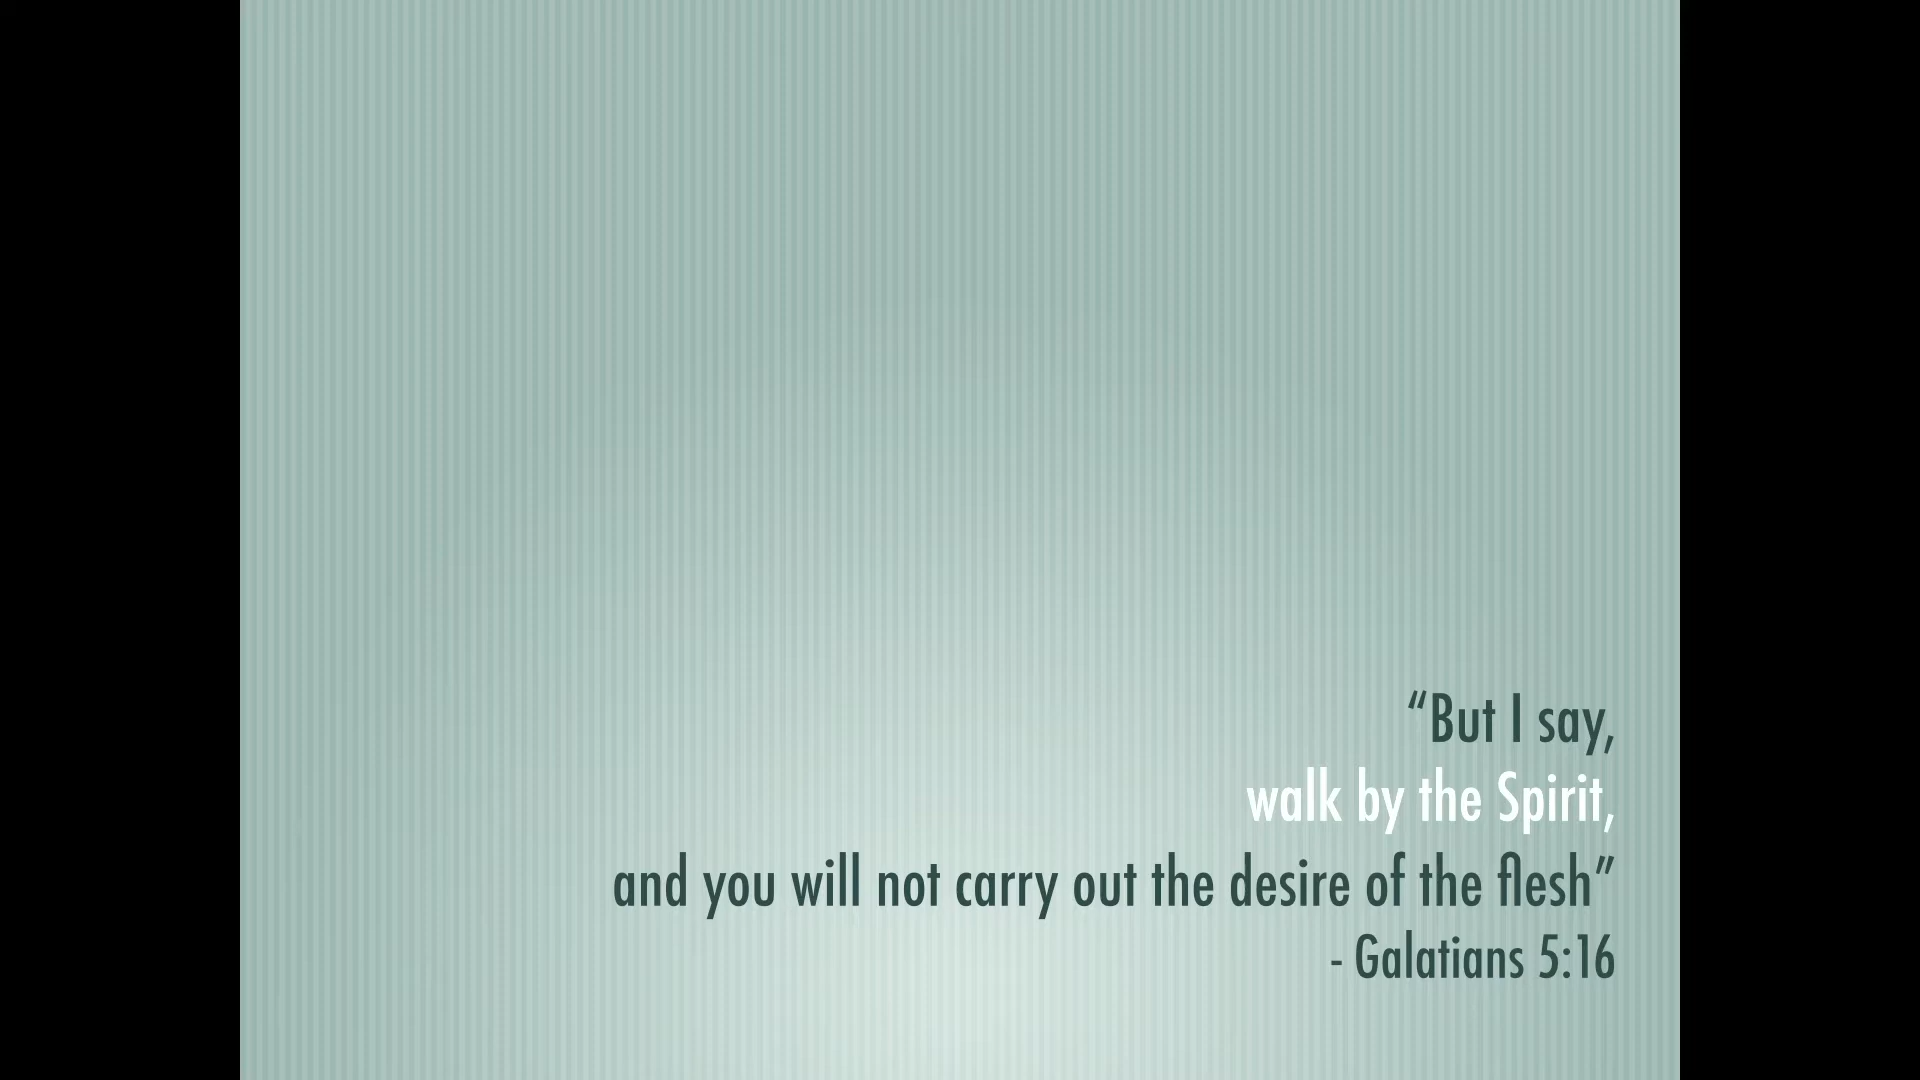 “But I say,
walk by the Spirit,
and you will not carry out the desire of the flesh”
- Galatians 5:16